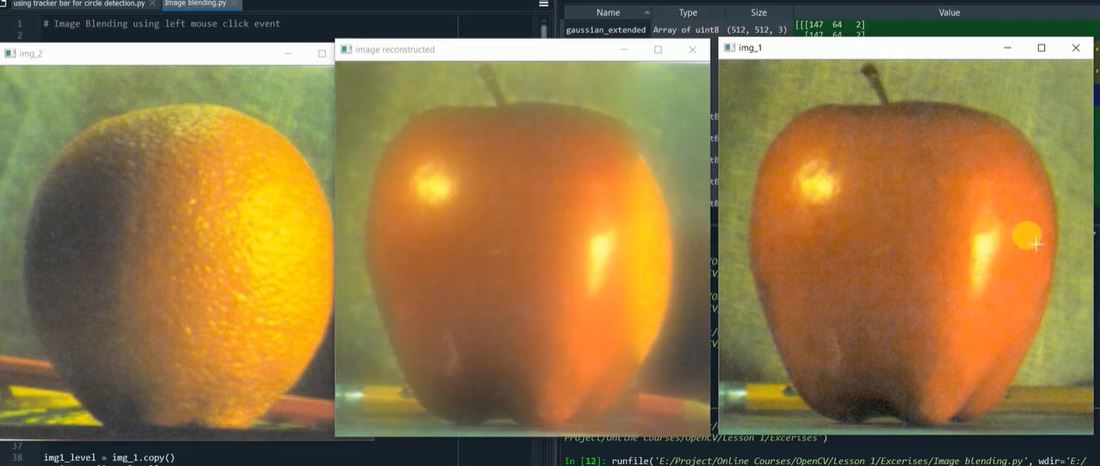 using tracker bar for circle detection.py
Image blending.py
1 # Image Blending using left mouse click event
2
Name Type Size Value
gaussian_extended Array of uint8 (512, 512, 3) [[[147 64 2]
[147 64 2]
img_2
image reconstructed
img_1
37
38 img1_level = img_1.copy()
Project/Online Courses/OpenCV/Lesson 1/Excerises')
In [12]: runfile('E:/Project/Online Courses/OpenCV/Lesson 1/Excerises/Image blending.py', wdir='E:/